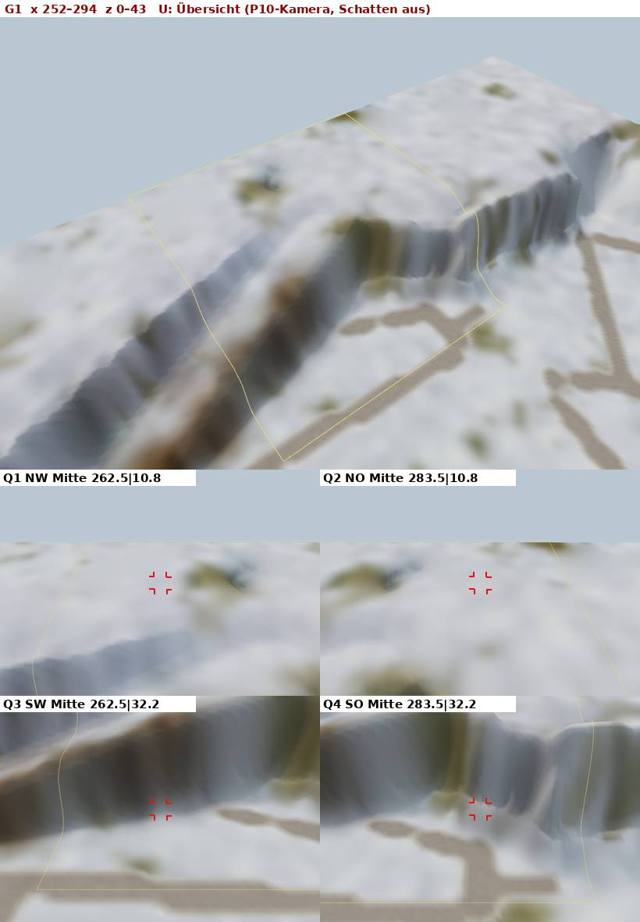 G1 x 252–294 z 0–43 U: Übersicht (P10-Kamera, Schatten aus)
Q1 NW Mitte 262.5|10.8
Q2 NO Mitte 283.5|10.8
Q3 SW Mitte 262.5|32.2
Q4 SO Mitte 283.5|32.2